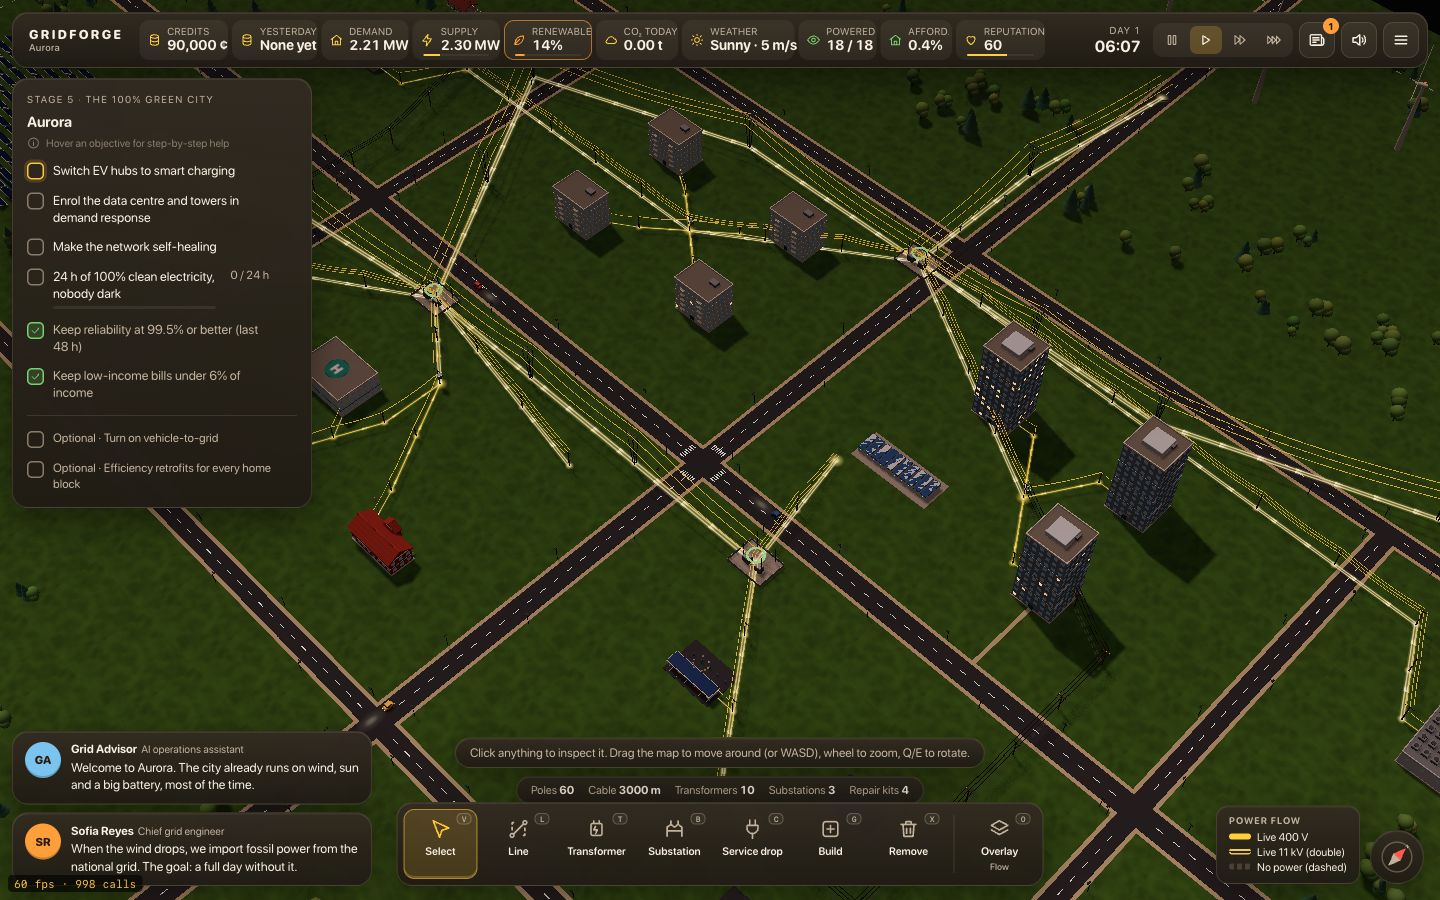 GRIDFORGE
Aurora
CREDITS
90,000 ¢
YESTERDAY
None yet
DEMAND
2.21 MW
SUPPLY
2.30 MW
RENEWABLE
14%
CO₂ TODAY
0.00 t
WEATHER
Sunny · 5 m/s
POWERED
18 / 18
AFFORD.
0.4%
REPUTATION
60
DAY 1
06:07
1
STAGE 5 · THE 100% GREEN CITY
Aurora
Hover an objective for step-by-step help
Switch EV hubs to smart charging
Enrol the data centre and towers in
demand response
Make the network self-healing
24 h of 100% clean electricity,
nobody dark
0 / 24 h
Keep reliability at 99.5% or better (last
48 h)
Keep low-income bills under 6% of
income
Optional · Turn on vehicle-to-grid
Optional · Efficiency retrofits for every home
block
H
GA
Grid Advisor AI operations assistant
Welcome to Aurora. The city already runs on wind, sun
and a big battery, most of the time.
SR
Sofia Reyes Chief grid engineer
When the wind drops, we import fossil power from the
national grid. The goal: a full day without it.
60 fps · 998 calls
Click anything to inspect it. Drag the map to move around (or WASD), wheel to zoom, Q/E to rotate.
Poles 60 Cable 3000 m Transformers 10 Substations 3 Repair kits 4
V
Select
L
Line
T
Transformer
B
Substation
C
Service drop
G
Build
X
Remove
O
Overlay
Flow
POWER FLOW
Live 400 V
Live 11 kV (double)
No power (dashed)